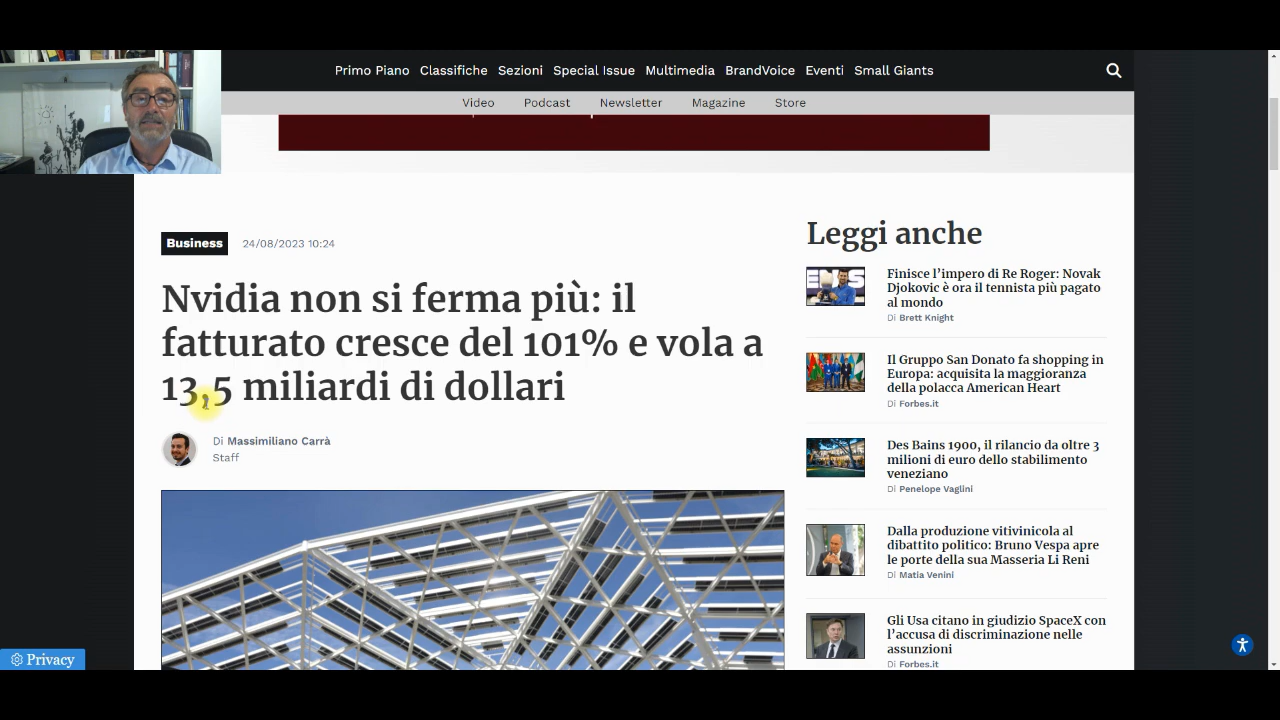 Primo Piano Classifiche Sezioni Special Issue Multimedia BrandVoice Eventi Small Giants
Video Podcast Newsletter Magazine Store
Business 24/08/2023 10:24
Nvidia non si ferma più: il
fatturato cresce del 101% e vola a
13,5 miliardi di dollari
Di Massimiliano Carrà
Staff
Leggi anche
Finisce l’impero di Re Roger: Novak
Djokovic è ora il tennista più pagato
al mondo
Di Brett Knight
Il Gruppo San Donato fa shopping in
Europa: acquisita la maggioranza
della polacca American Heart
Di Forbes.it
Des Bains 1900, il rilancio da oltre 3
milioni di euro dello stabilimento
veneziano
Di Penelope Vaglini
Dalla produzione vitivinicola al
dibattito politico: Bruno Vespa apre
le porte della sua Masseria Li Reni
Di Matia Venini
Gli Usa citano in giudizio SpaceX con
l’accusa di discriminazione nelle
assunzioni
Di Forbes.it
Privacy